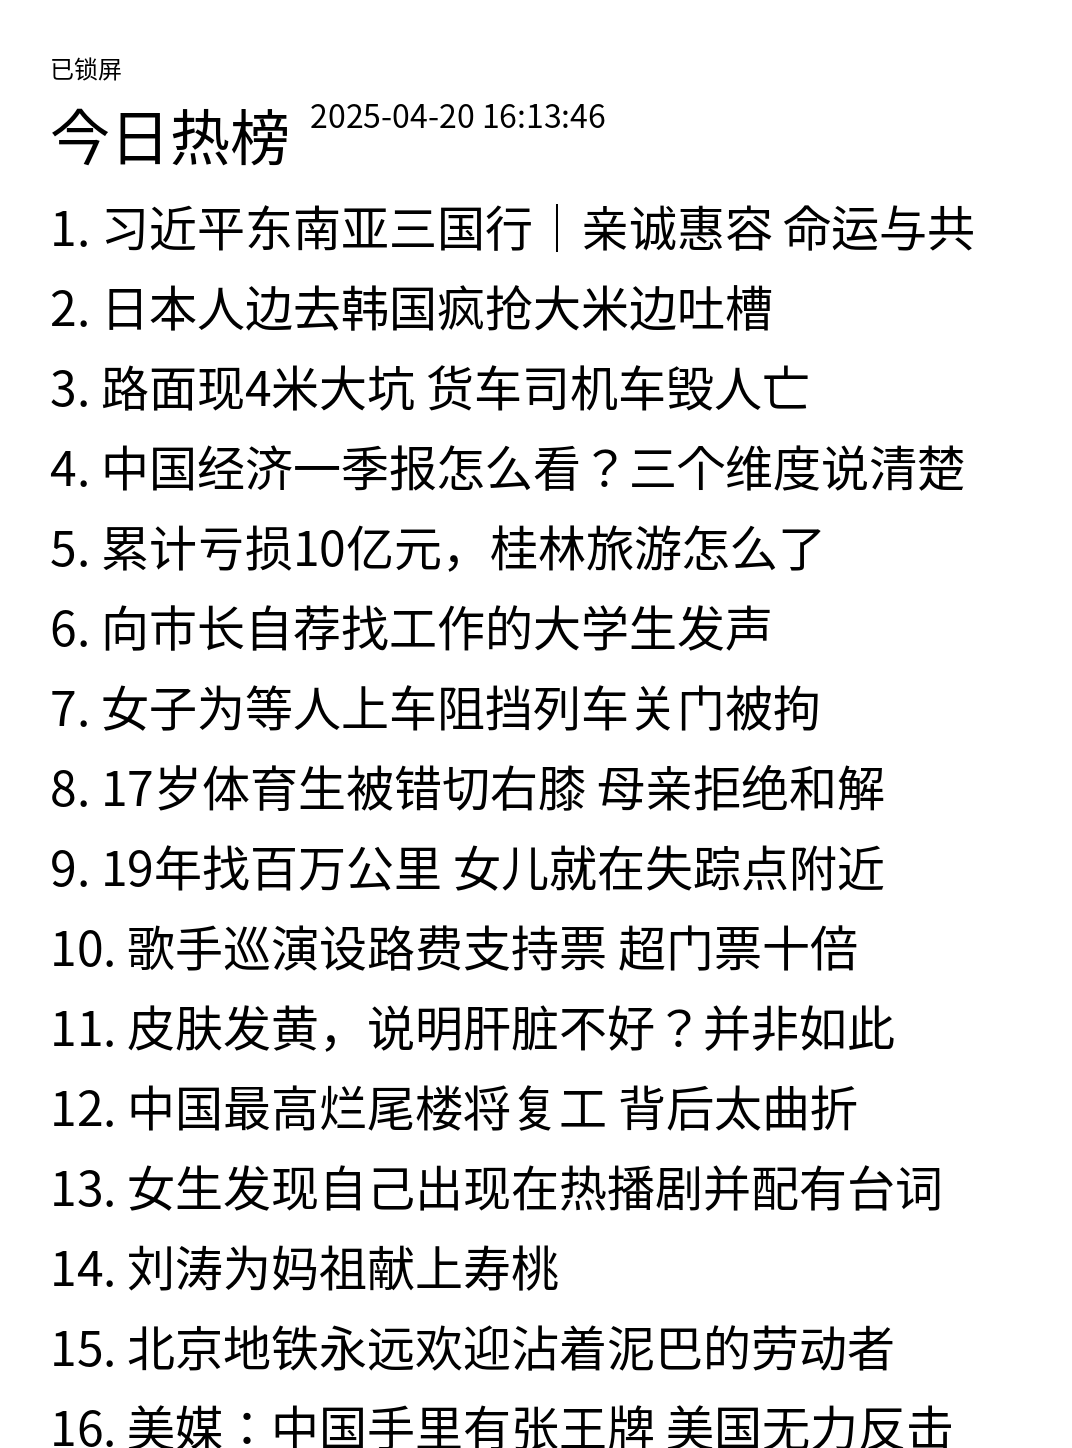 已锁屏
今日热榜 2025-04-20 16:13:46
1. 习近平东南亚三国行｜亲诚惠容 命运与共
2. 日本人边去韩国疯抢大米边吐槽
3. 路面现4米大坑 货车司机车毁人亡
4. 中国经济一季报怎么看？三个维度说清楚
5. 累计亏损10亿元，桂林旅游怎么了
6. 向市长自荐找工作的大学生发声
7. 女子为等人上车阻挡列车关门被拘
8. 17岁体育生被错切右膝 母亲拒绝和解
9. 19年找百万公里 女儿就在失踪点附近
10. 歌手巡演设路费支持票 超门票十倍
11. 皮肤发黄，说明肝脏不好？并非如此
12. 中国最高烂尾楼将复工 背后太曲折
13. 女生发现自己出现在热播剧并配有台词
14. 刘涛为妈祖献上寿桃
15. 北京地铁永远欢迎沾着泥巴的劳动者
16. 美媒：中国手里有张王牌 美国无力反击